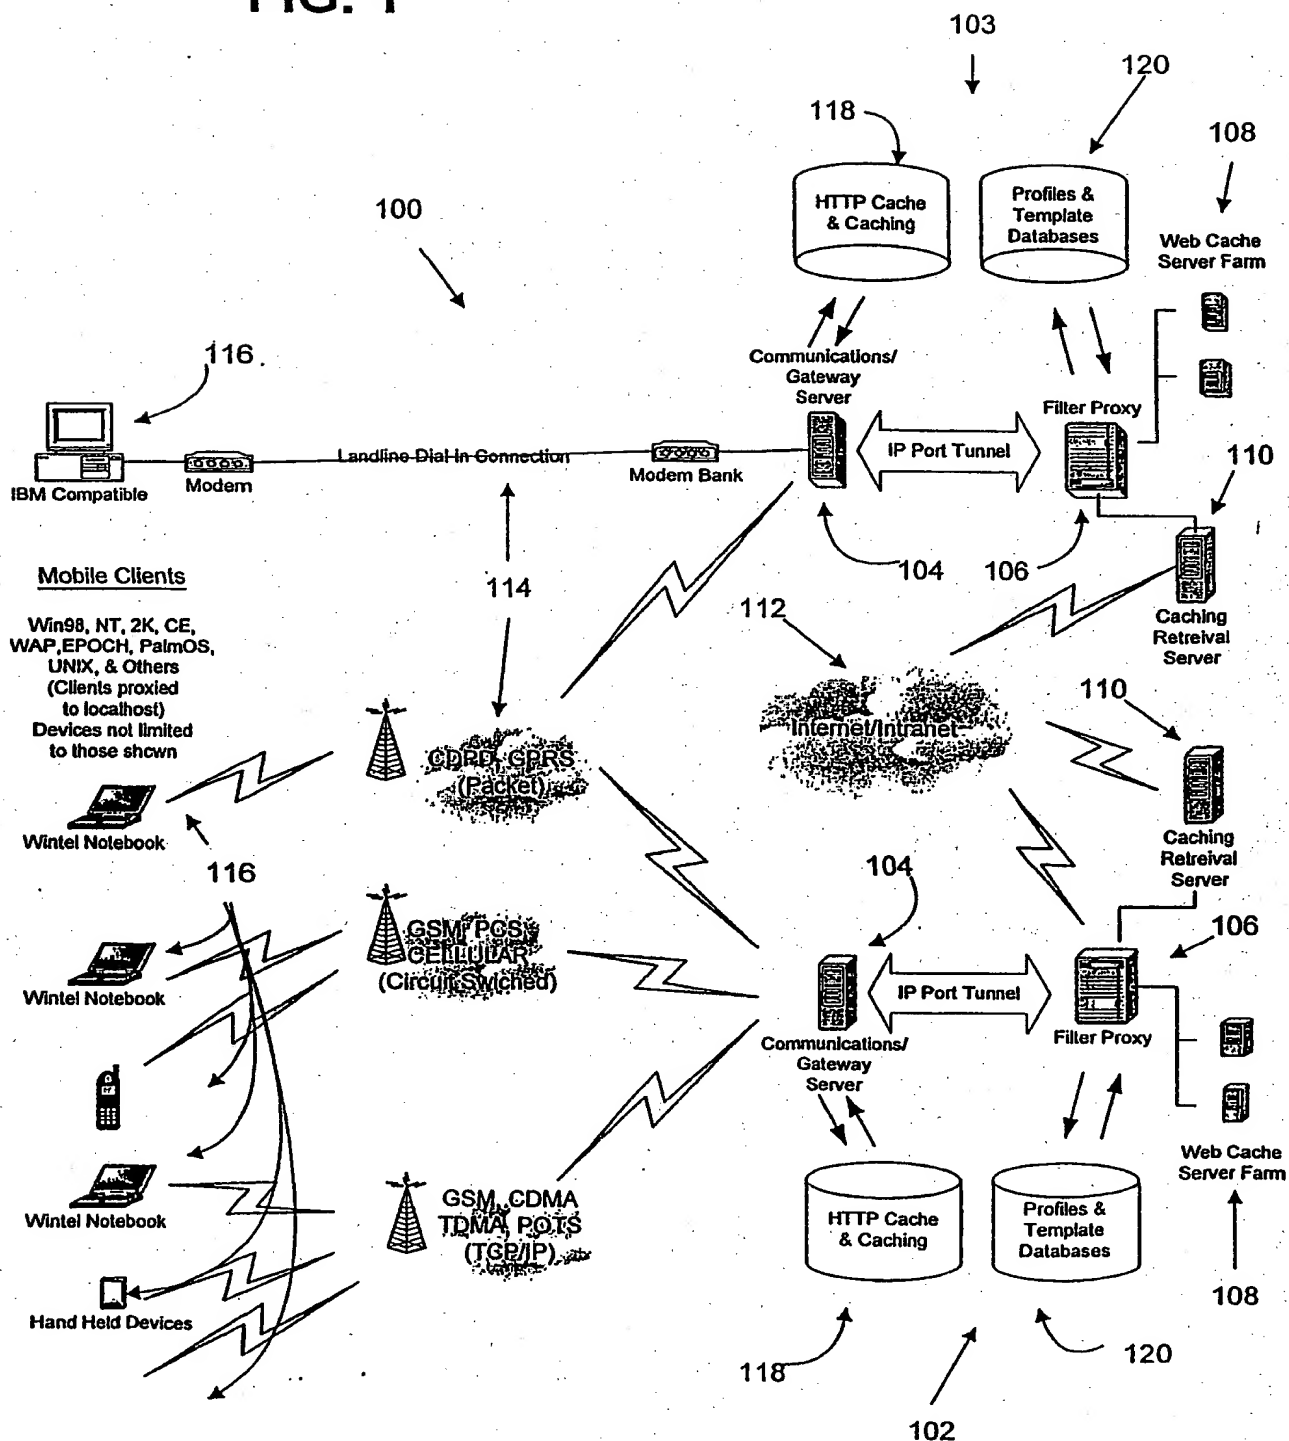 FIG. 1
103
120
118
108
HTTP Cache
& Caching
Profiles &
Template
Databases
100
Web Cache
Server Farm
116
Communications/
Gateway
Server
Filter Proxy
IP Port Tunnel
110
Landline Dial In Connection
IBM Compatible
Modem
Modem Bank
104
106
114
112
Mobile Clients
Win98, NT, 2K, CE,
WAP,EPOCH, PalmOS,
UNIX, & Others
(Clients proxied
to localhost)
Devices not limited
to those shown
Caching
Retreival
Server
110
Internet/Intranet
CDPD, GPRS
(Packet)
Wintel Notebook
Caching
Retreival
Server
116
104
106
GSM, PCS
CELLULAR
(Circuit Swiched)
Wintel Notebook
IP Port Tunnel
Communications/
Gateway
Server
Filter Proxy
Web Cache
Server Farm
GSM, CDMA
TDMA, POTS
(TCP/IP)
Wintel Notebook
HTTP Cache
& Caching
Profiles &
Template
Databases
108
Hand Held Devices
118
120
102